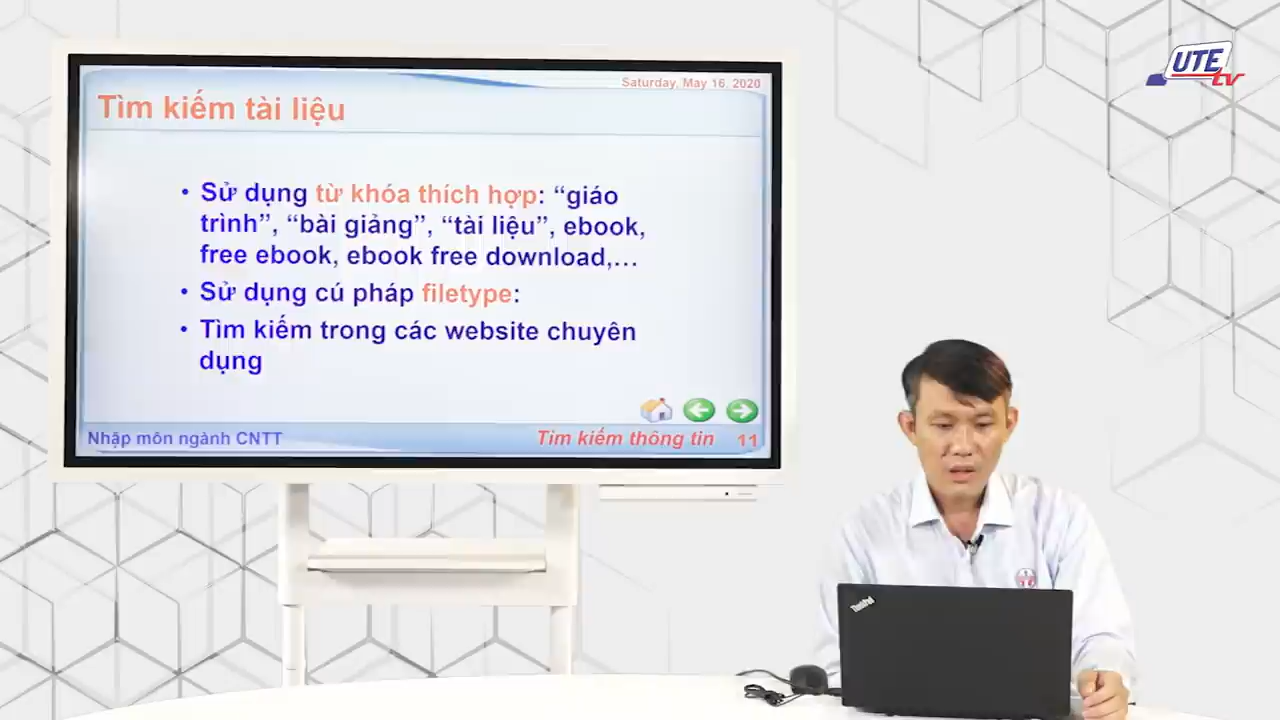 UTE
tv
Saturday, May 16, 2020
Tìm kiếm tài liệu
• Sử dụng từ khóa thích hợp: “giáo
trình”, “bài giảng”, “tài liệu”, ebook,
free ebook, ebook free download,…
• Sử dụng cú pháp filetype:
• Tìm kiếm trong các website chuyên
dụng
Nhập môn ngành CNTT
Tìm kiếm thông tin 11
ThinkPad